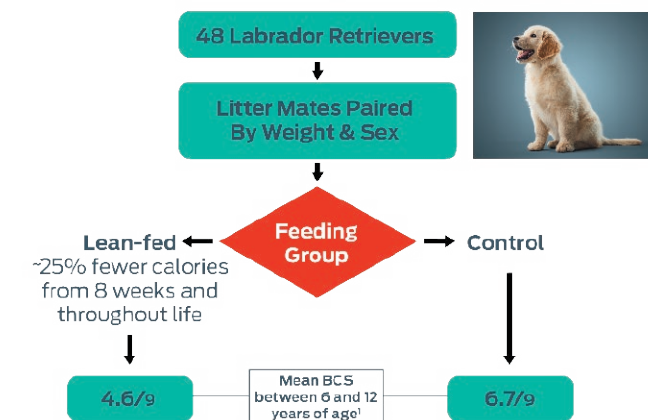 48 Labrador Retrievers
Litter Mates Paired
By Weight & Sex
Feeding
Group
Lean-fed
~25% fewer calories
from 8 weeks and
throughout life
Control
4.6/9
Mean BCS
between 6 and 12
years of age¹
6.7/9